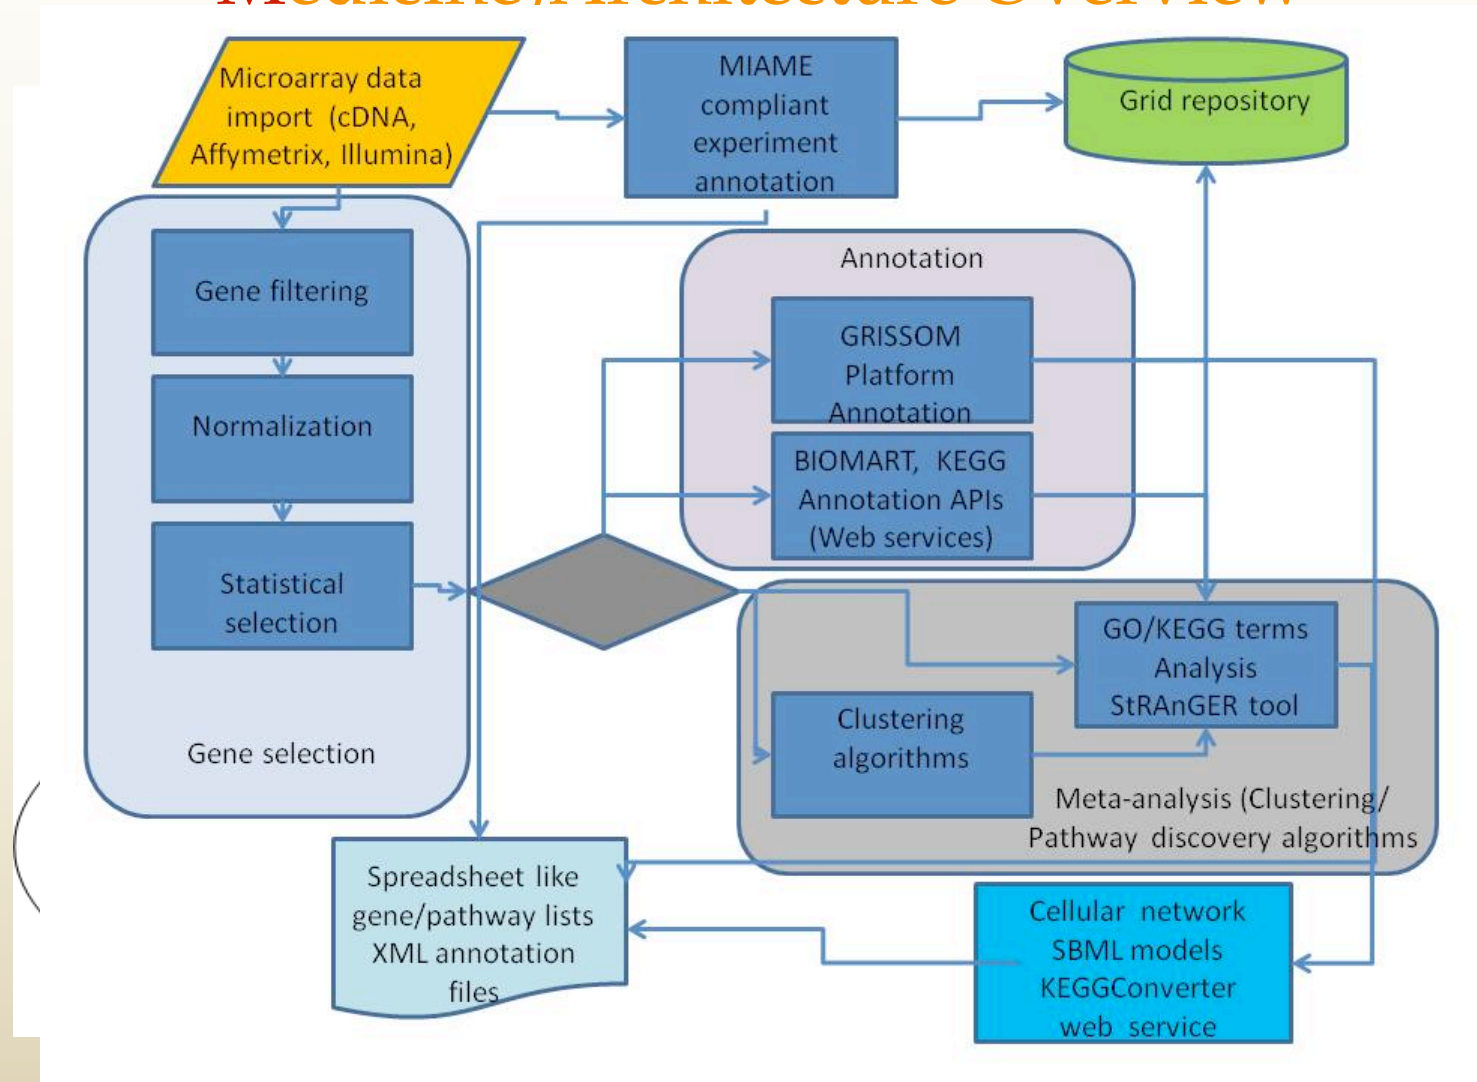 Medicine/Architecture Overview
Microarray data
import (cDNA,
Affymetrix, Illumina)
MIAME
compliant
experiment
annotation
Grid repository
Gene filtering
Normalization
Statistical
selection
Gene selection
Annotation
GRISSOM
Platform
Annotation
BIOMART, KEGG
Annotation APIs
(Web services)
GO/KEGG terms
Analysis
StRAnGER tool
Clustering
algorithms
Meta-analysis (Clustering/
Pathway discovery algorithms
Spreadsheet like
gene/pathway lists
XML annotation
files
Cellular network
SBML models
KEGGConverter
web service